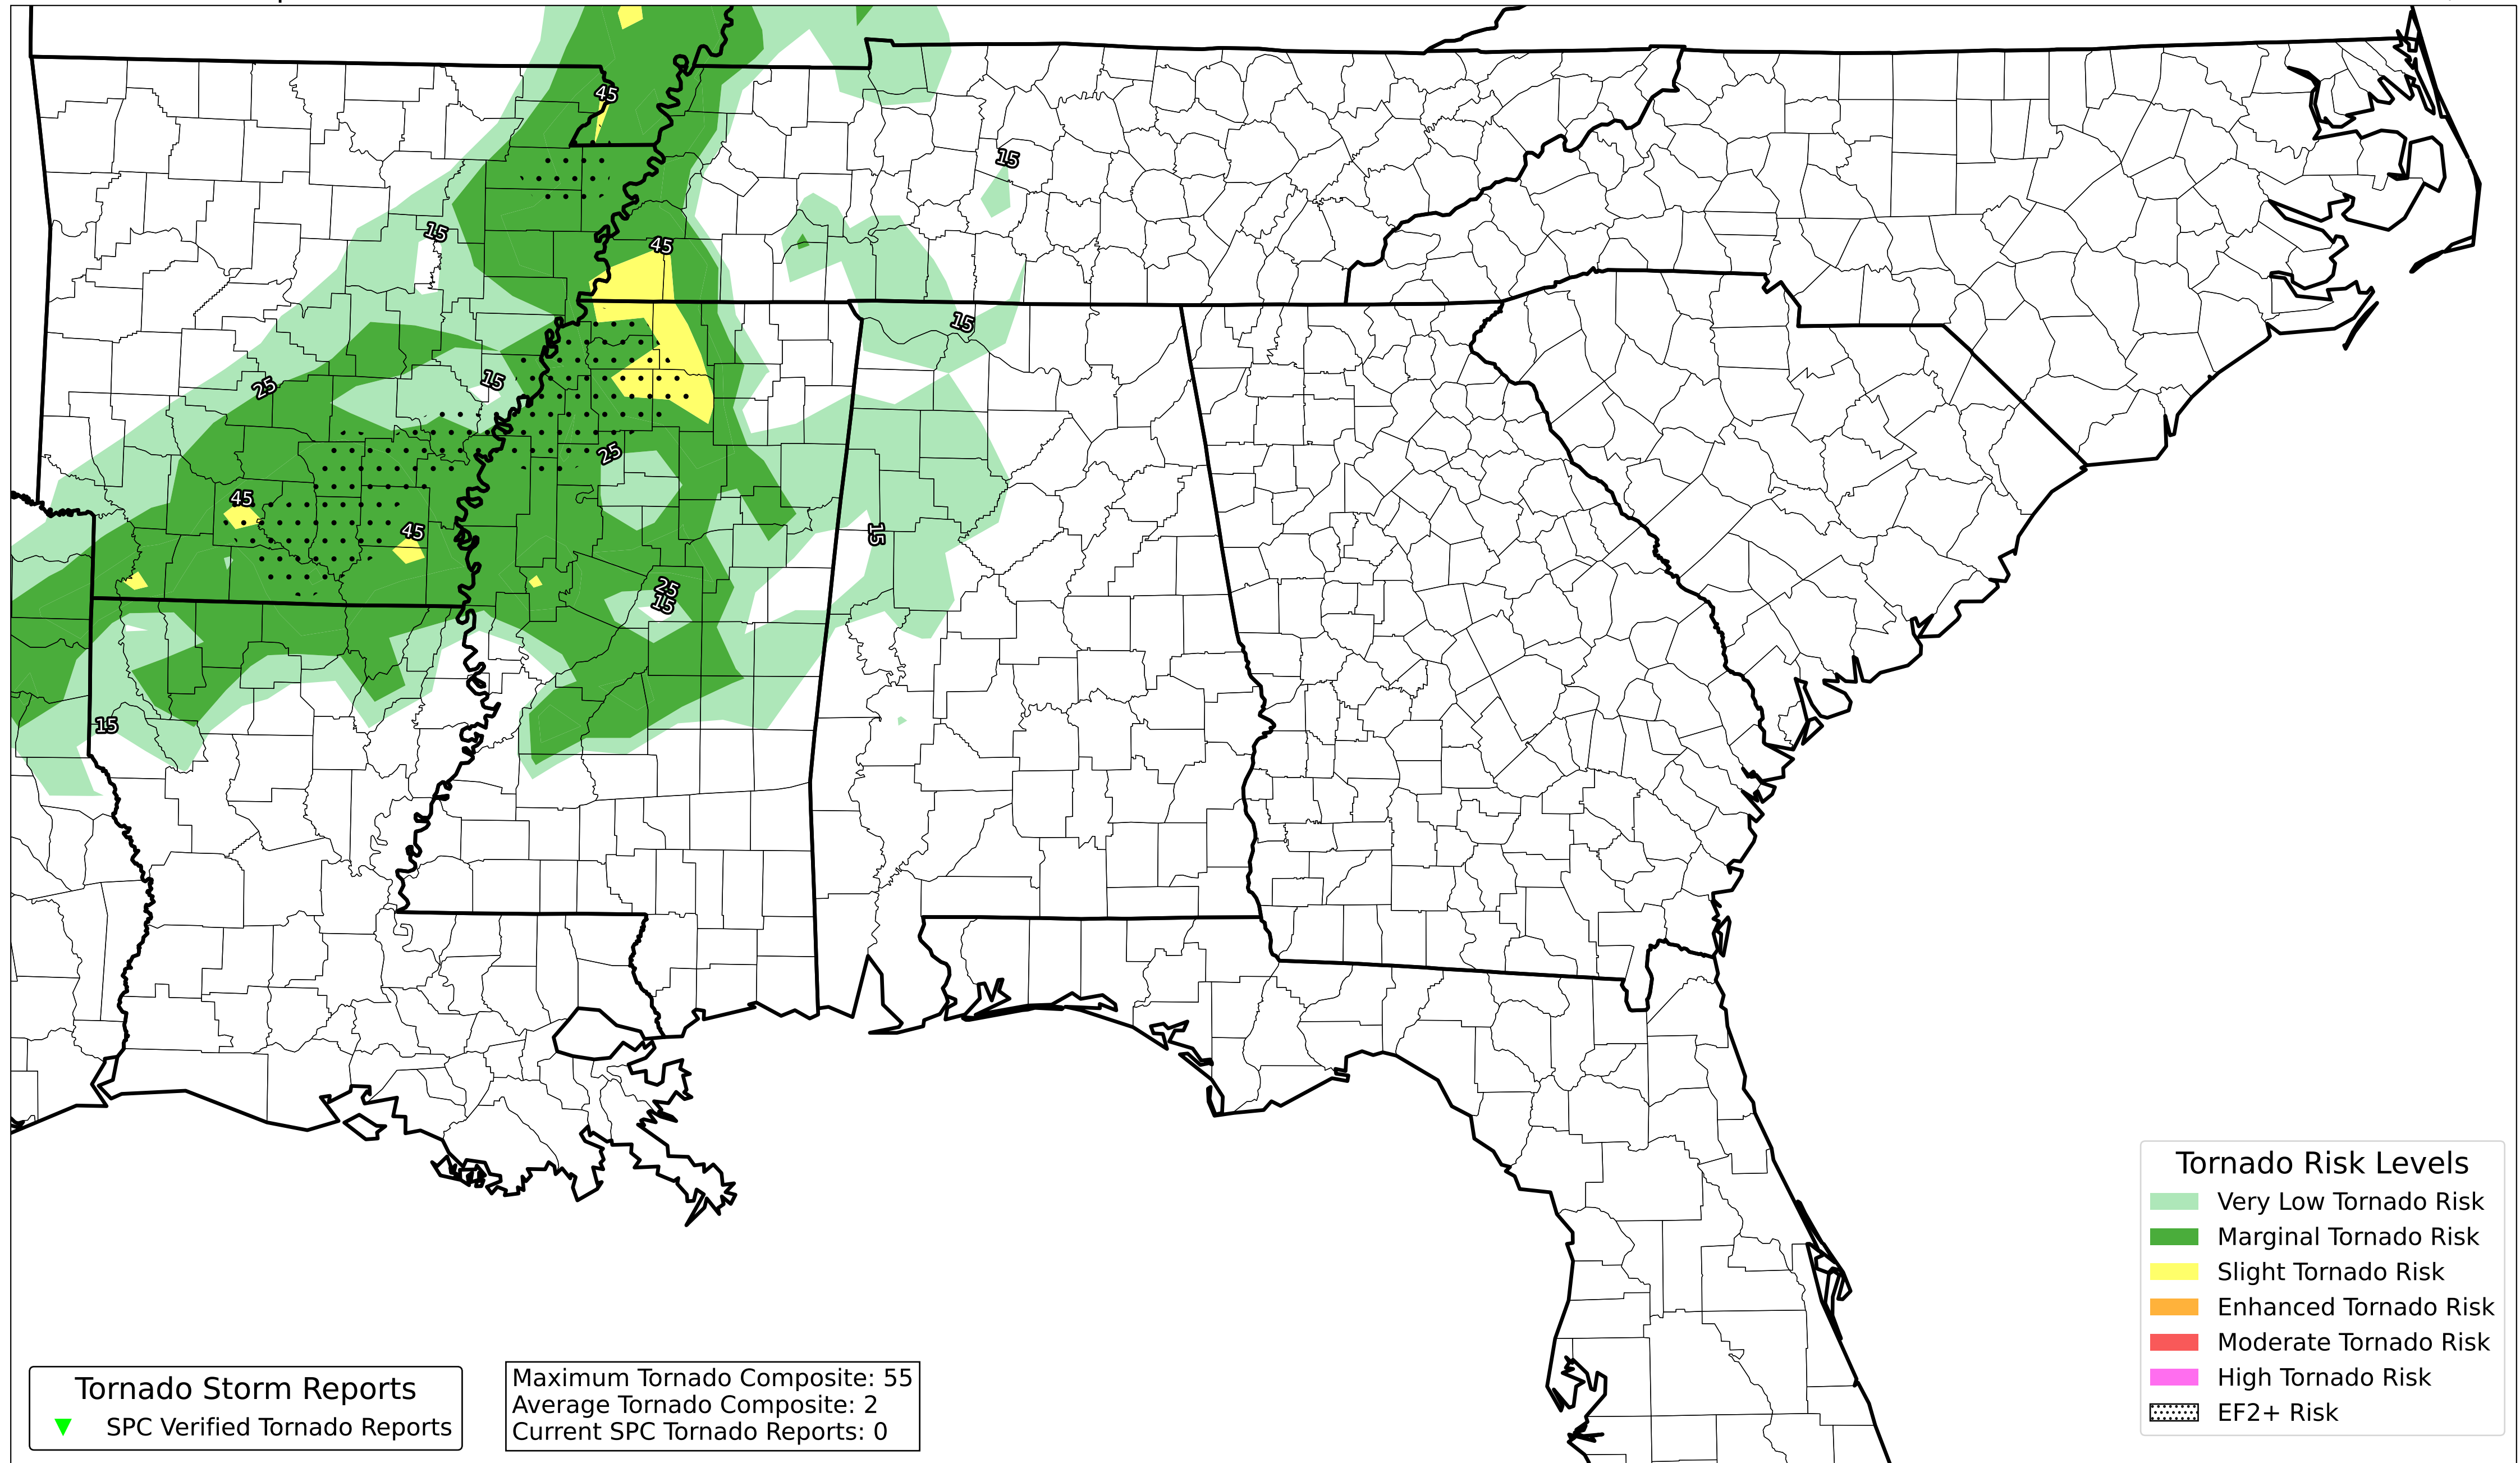 45
15
45
15
15
25
15
25
45
15
45
25
15
15
Tornado Risk Levels
Very Low Tornado Risk
Marginal Tornado Risk
Slight Tornado Risk
Enhanced Tornado Risk
Moderate Tornado Risk
High Tornado Risk
EF2+ Risk
Tornado Storm Reports
SPC Verified Tornado Reports
Maximum Tornado Composite: 55
Average Tornado Composite: 2
Current SPC Tornado Reports: 0